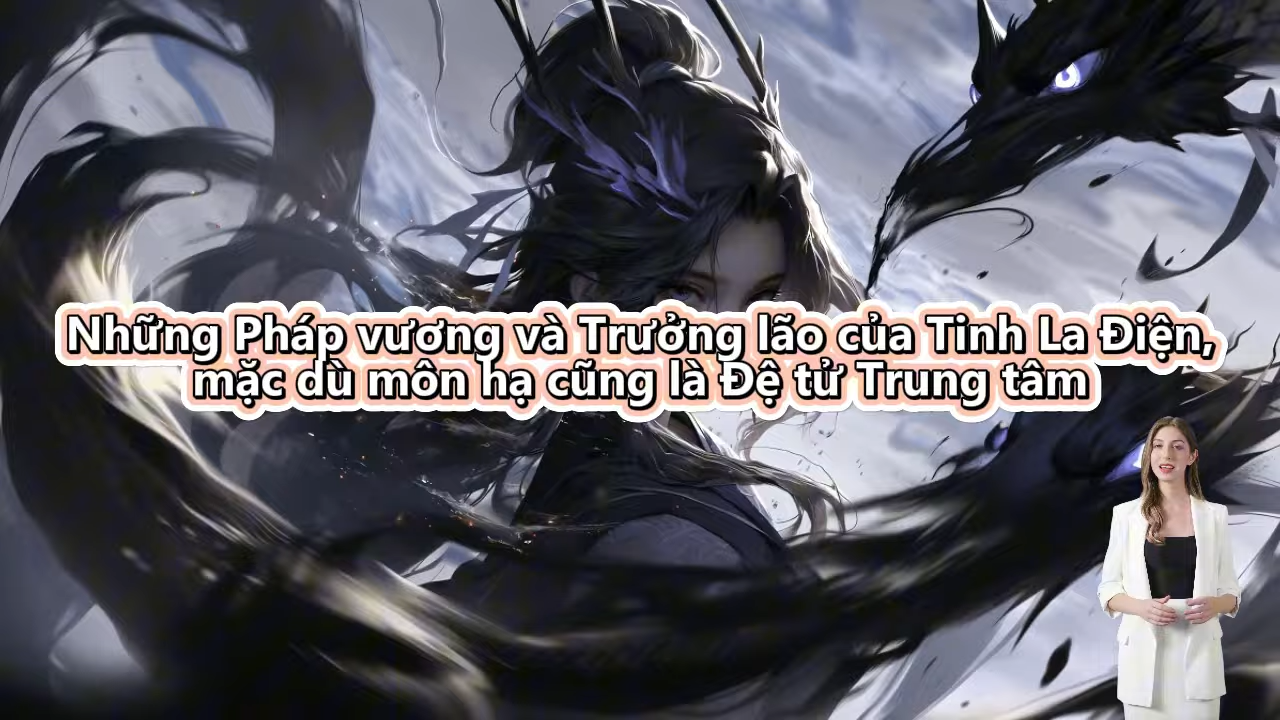 Những Pháp vương và Trưởng lão của Tinh La Điện,
mặc dù môn hạ cũng là Đệ tử Trung tâm